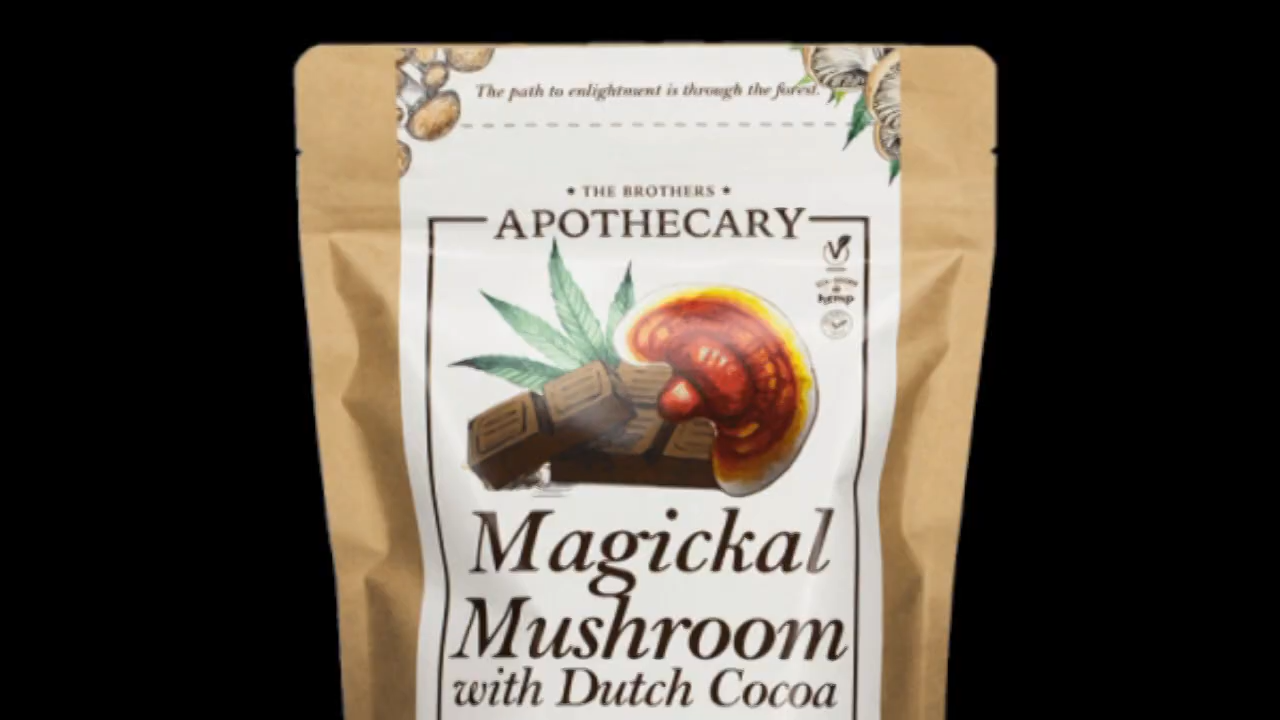 The path to enlightment is through the forest.
★ THE BROTHERS ★
APOTHECARY
hemp
Magickal
Mushroom
with Dutch Cocoa